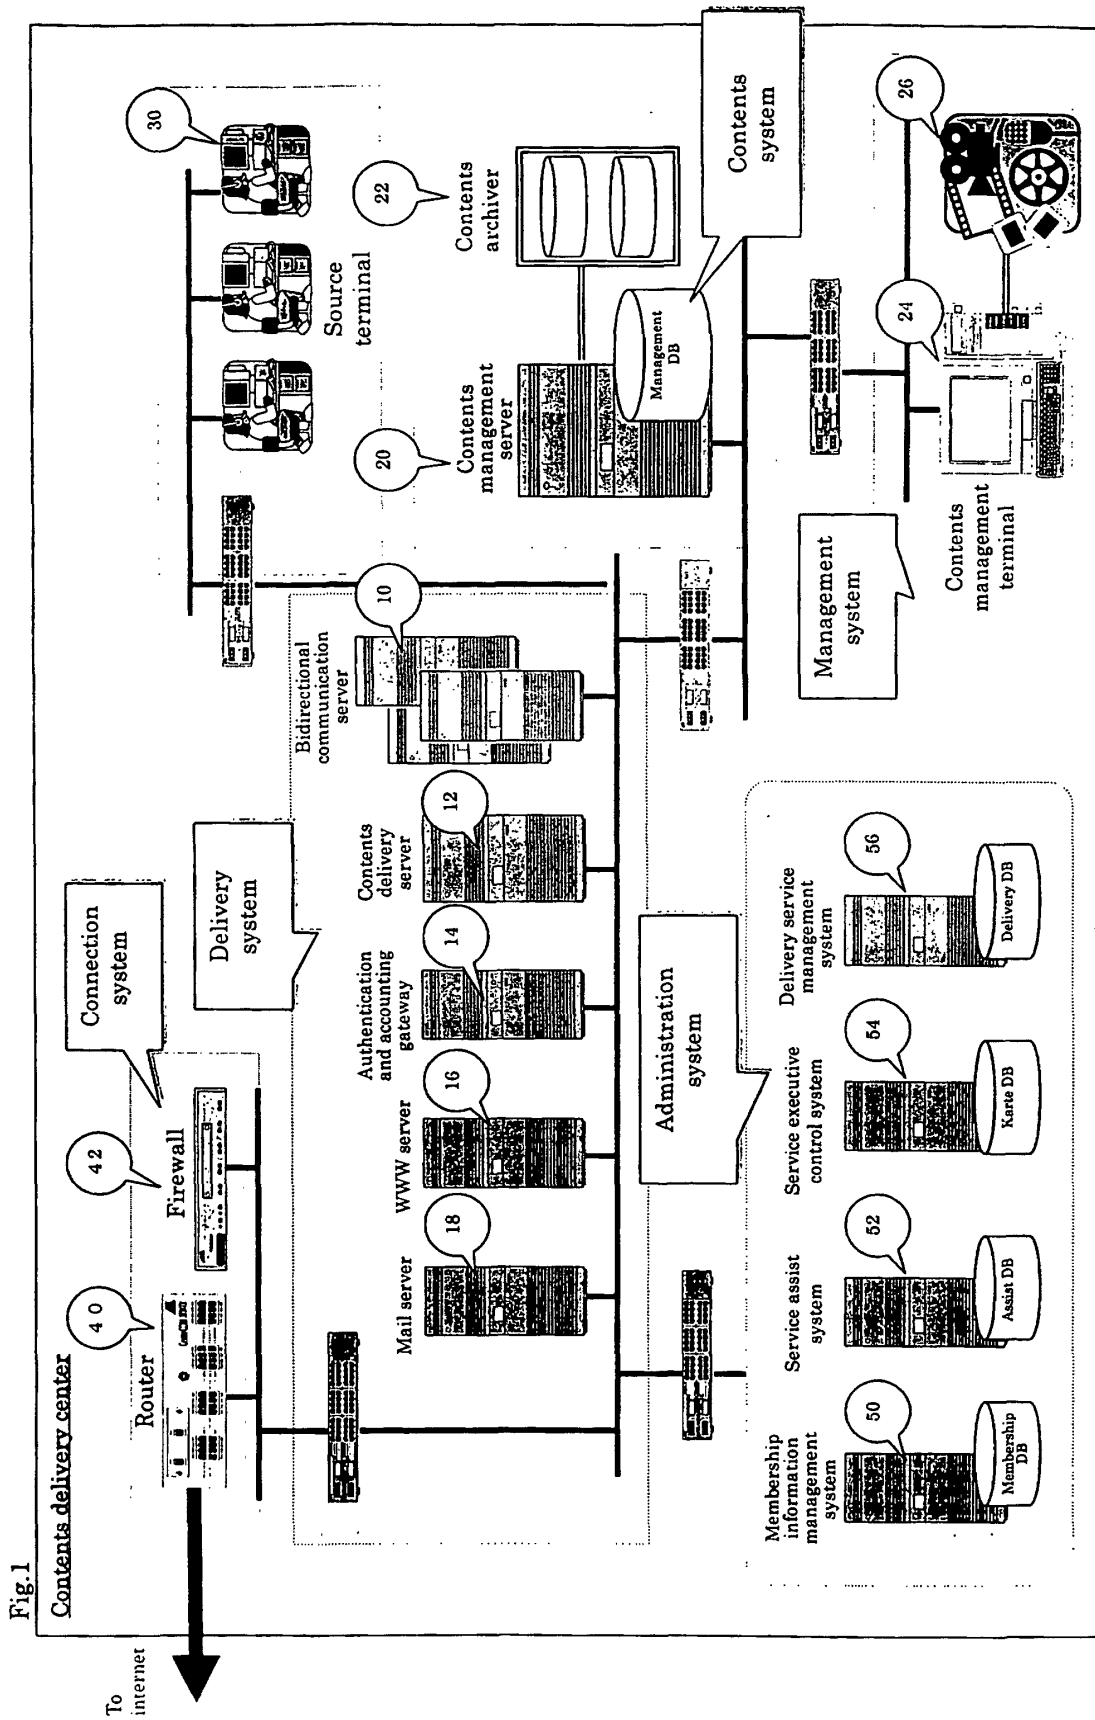 Fig.1
Contents delivery center
To
internet
Router
40
Firewall
42
Connection
system
Delivery
system
Mail server
18
WWW server
16
Authentication
and accounting
gateway
14
Contents
delivery
server
12
Bidirectional
communication
server
10
Source
terminal
30
Contents
management
server
20
Management
DB
Contents
archiver
22
Contents
system
Administration
system
Membership
information
management
system
50
Membership
DB
Service assist
system
52
Assist DB
Service executive
control system
54
Karte DB
Delivery service
management
system
56
Delivery DB
Management
system
Contents
management
terminal
24
26